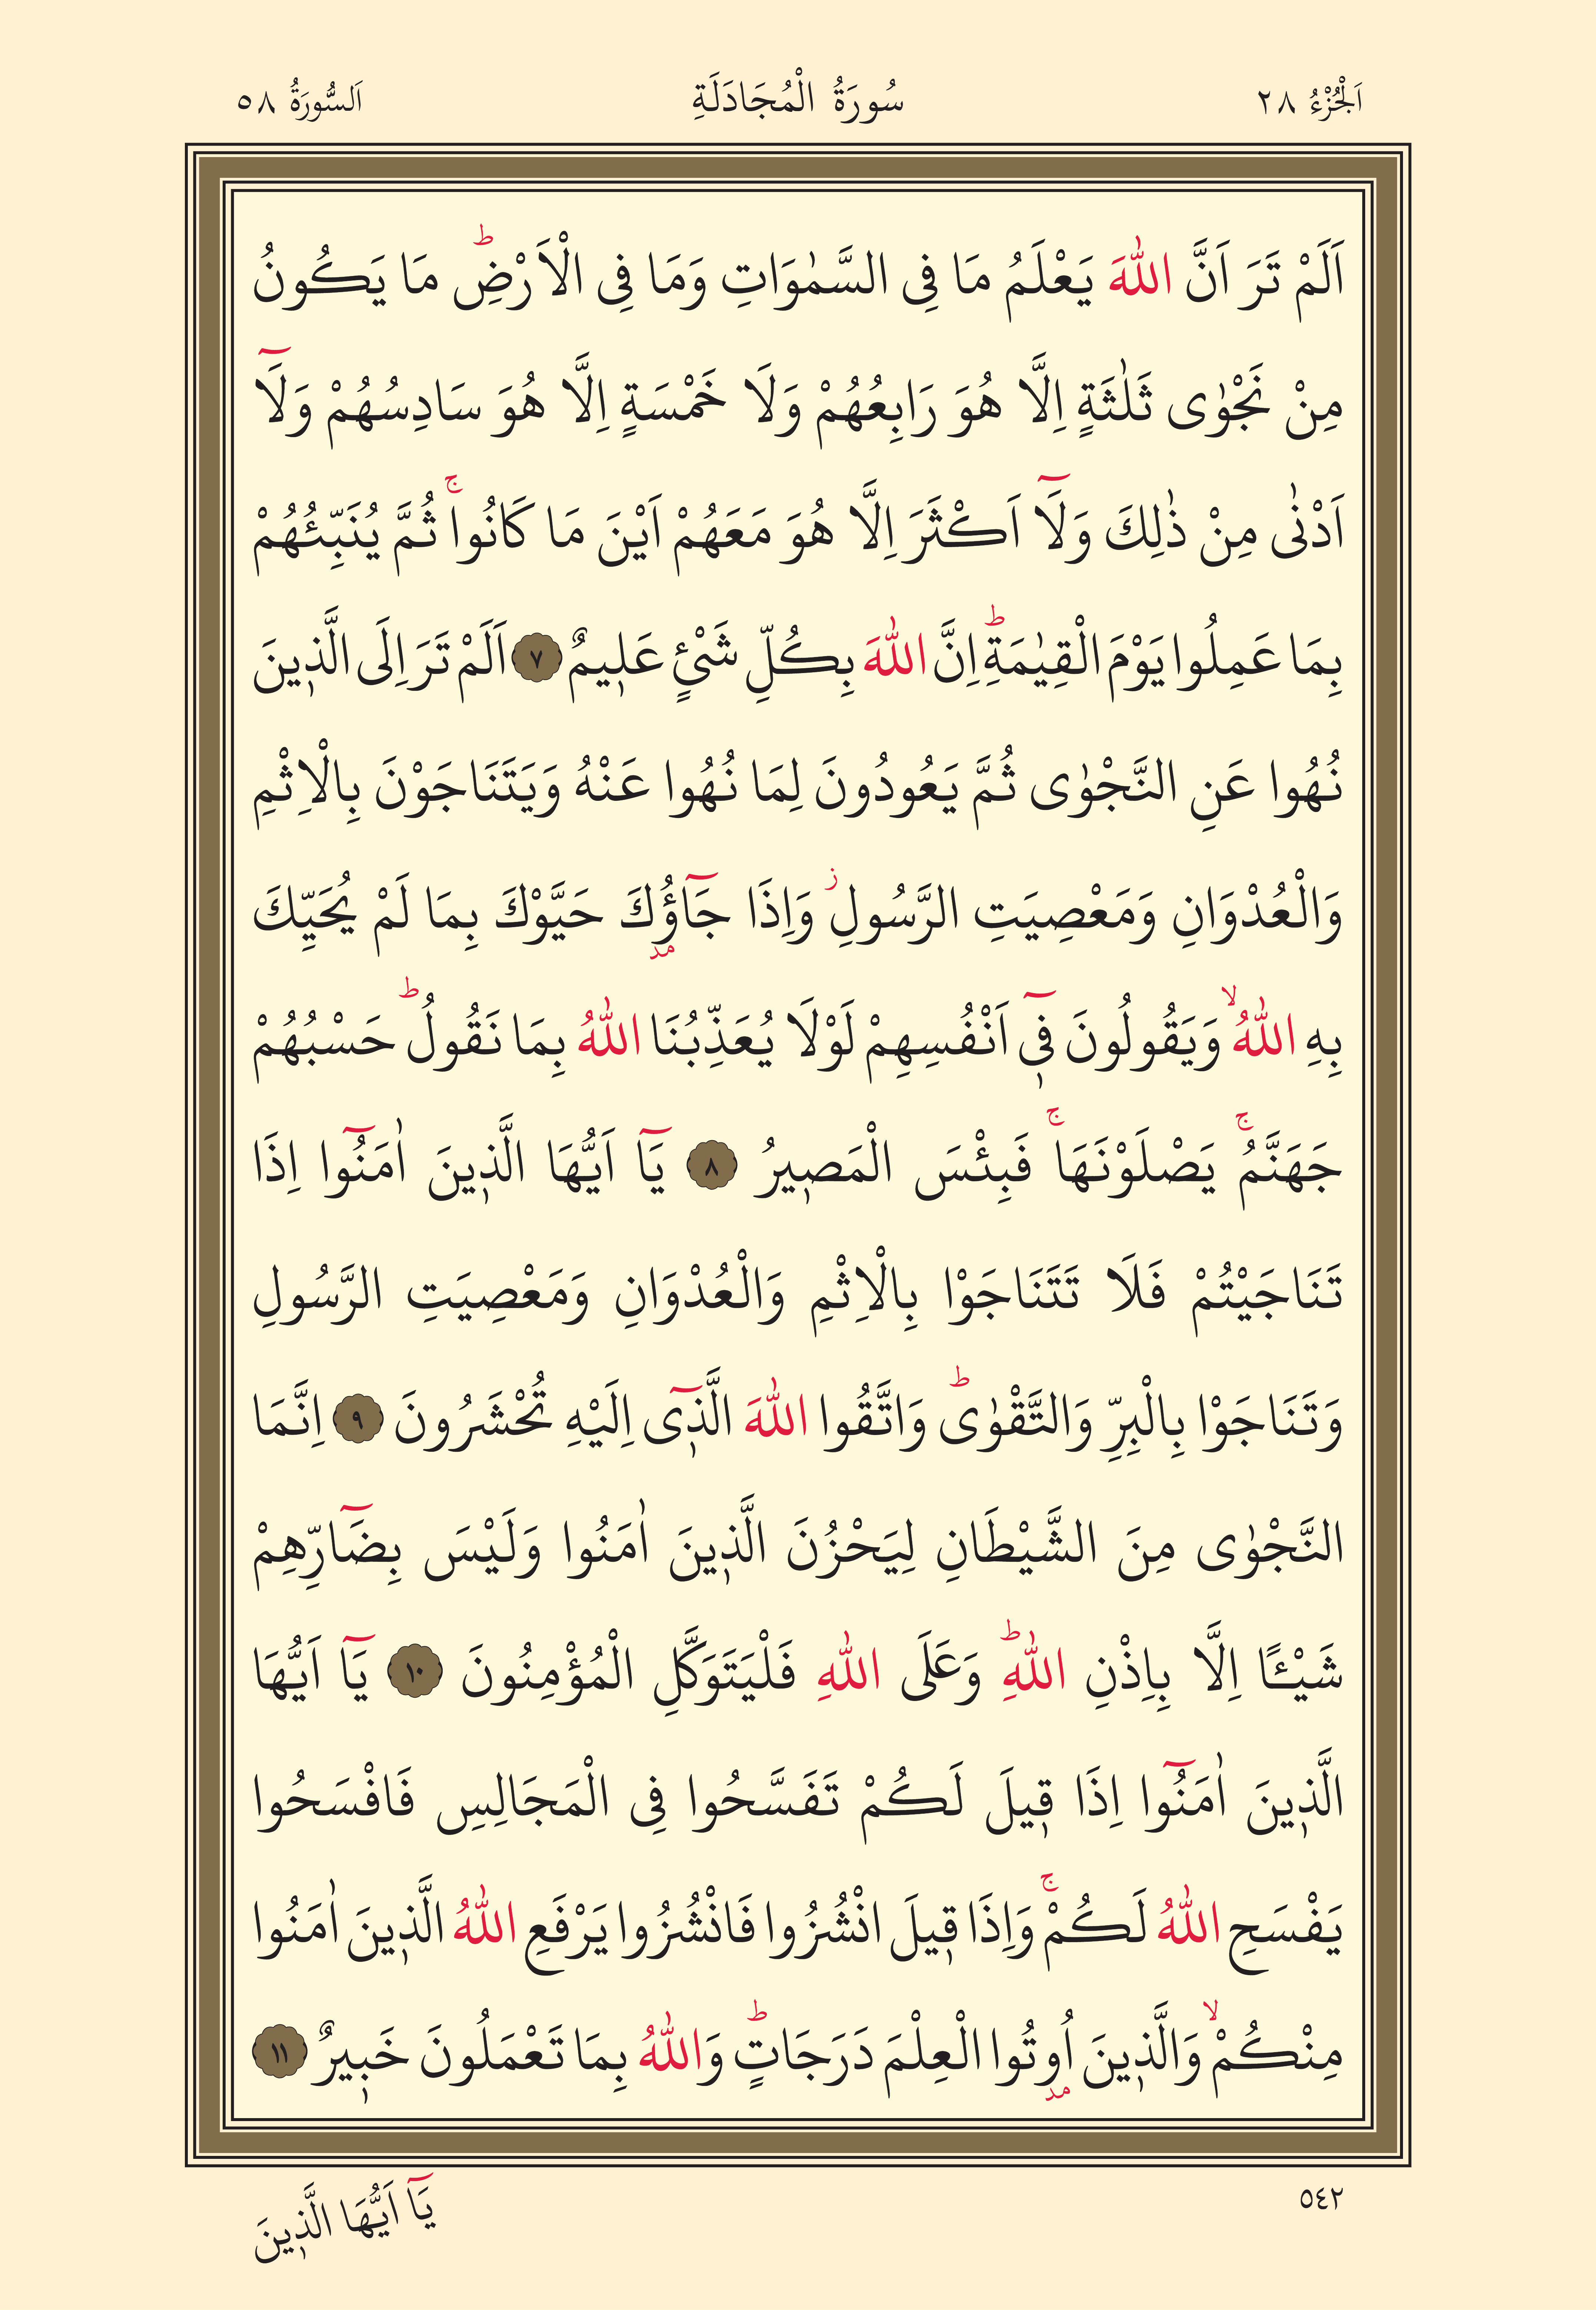 اَلْجُزْءُ ٢٨ سُورَةُ الْمُجَادَلَةِ اَلسُّورَةُ ٥٨
اَلَمْ تَرَ اَنَّ اللّٰهَ يَعْلَمُ مَا فِى السَّمٰوَاتِ وَمَا فِى الْاَرْضِۜ مَا يَكُونُ
مِنْ نَجْوٰى ثَلٰثَةٍ اِلَّا هُوَ رَابِعُهُمْ وَلَا خَمْسَةٍ اِلَّا هُوَ سَادِسُهُمْ وَلَٓا
اَدْنٰى مِنْ ذٰلِكَ وَلَٓا اَكْثَرَ اِلَّا هُوَ مَعَهُمْ اَيْنَ مَا كَانُواۚ ثُمَّ يُنَبِّئُهُمْ
بِمَا عَمِلُوا يَوْمَ الْقِيٰمَةِۜ اِنَّ اللّٰهَ بِكُلِّ شَيْئٍ عَل۪يمٌ ٧ اَلَمْ تَرَ اِلَى الَّذ۪ينَ
نُهُوا عَنِ النَّجْوٰى ثُمَّ يَعُودُونَ لِمَا نُهُوا عَنْهُ وَيَتَنَاجَوْنَ بِالْاِثْمِ
وَالْعُدْوَانِ وَمَعْصِيَتِ الرَّسُولِۘ وَاِذَا جَٓاؤُ۫كَ حَيَّوْكَ بِمَا لَمْ يُحَيِّكَ
بِهِ اللّٰهُۙ وَيَقُولُونَ ف۪ٓى اَنْفُسِهِمْ لَوْلَا يُعَذِّبُنَا اللّٰهُ بِمَا نَقُولُۜ حَسْبُهُمْ
جَهَنَّمُۚ يَصْلَوْنَهَاۚ فَبِئْسَ الْمَص۪يرُ ٨ يَٓا اَيُّهَا الَّذ۪ينَ اٰمَنُٓوا اِذَا
تَنَاجَيْتُمْ فَلَا تَتَنَاجَوْا بِالْاِثْمِ وَالْعُدْوَانِ وَمَعْصِيَتِ الرَّسُولِ
وَتَنَاجَوْا بِالْبِرِّ وَالتَّقْوٰىۜ وَاتَّقُوا اللّٰهَ الَّذ۪ٓى اِلَيْهِ تُحْشَرُونَ ٩ اِنَّمَا
النَّجْوٰى مِنَ الشَّيْطَانِ لِيَحْزُنَ الَّذ۪ينَ اٰمَنُوا وَلَيْسَ بِضَٓارِّهِمْ
شَيْـًٔا اِلَّا بِاِذْنِ اللّٰهِۜ وَعَلَى اللّٰهِ فَلْيَتَوَكَّلِ الْمُؤْمِنُونَ ١٠ يَٓا اَيُّهَا
الَّذ۪ينَ اٰمَنُٓوا اِذَا ق۪يلَ لَكُمْ تَفَسَّحُوا فِى الْمَجَالِسِ فَافْسَحُوا
يَفْسَحِ اللّٰهُ لَكُمْۚ وَاِذَا ق۪يلَ انْشُزُوا فَانْشُزُوا يَرْفَعِ اللّٰهُ الَّذ۪ينَ اٰمَنُوا
مِنْكُمْۙ وَالَّذ۪ينَ اُو۫تُوا الْعِلْمَ دَرَجَاتٍۜ وَاللّٰهُ بِمَا تَعْمَلُونَ خَب۪يرٌ ١١
٥٤٢
يَٓا اَيُّهَا الَّذ۪ينَ